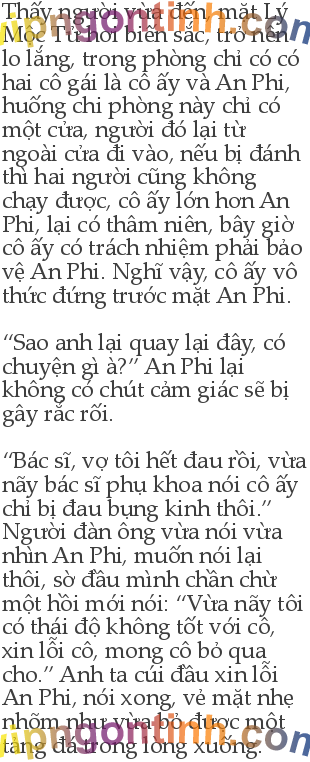 Thấy người vừa đến, mặt Lý
Mộc Tử hơi biến sắc, trở nên
lo lắng, trong phòng chỉ có có
hai cô gái là cô ấy và An Phi,
huống chi phòng này chỉ có
một cửa, người đó lại từ
ngoài cửa đi vào, nếu bị đánh
thì hai người cũng không
chạy được, cô ấy lớn hơn An
Phi, lại có thâm niên, bây giờ
cô ấy có trách nhiệm phải bảo
vệ An Phi. Nghĩ vậy, cô ấy vô
thức đứng trước mặt An Phi.
“Sao anh lại quay lại đây, có
chuyện gì à?” An Phi lại
không có chút cảm giác sẽ bị
gây rắc rối.
“Bác sĩ, vợ tôi hết đau rồi, vừa
nãy bác sĩ phụ khoa nói cô ấy
chỉ bị đau bụng kinh thôi.”
Người đàn ông vừa nói vừa
nhìn An Phi, muốn nói lại
thôi, sờ đầu mình chần chừ
một hồi mới nói: “Vừa nãy tôi
có thái độ không tốt với cô,
xin lỗi cô, mong cô bỏ qua
cho.” Anh ta cúi đầu xin lỗi
An Phi, nói xong, vẻ mặt nhẹ
nhõm như vừa bỏ được một
tảng đá trong lòng xuống.